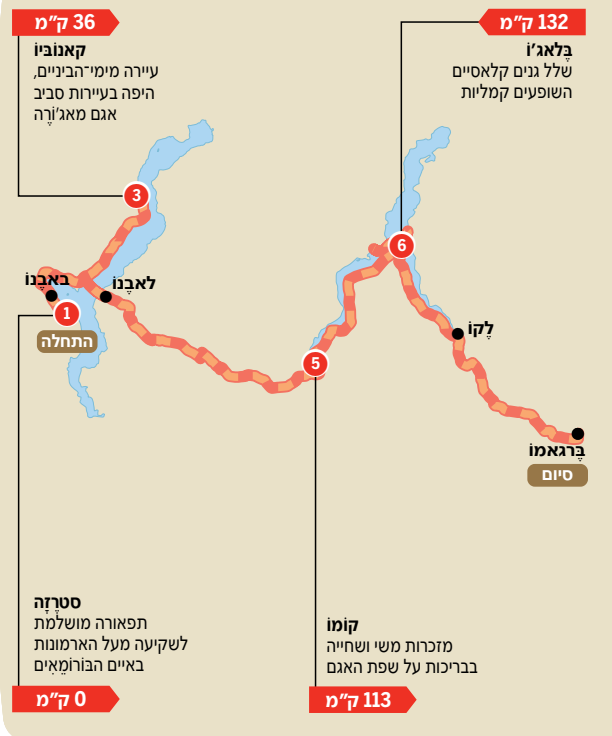 36 ק״מ
קאנוֹבּיוֹ
עיירה מימי־הביניים,
היפה בעיירות סביב
אגם מאג'וֹרֶה
132 ק״מ
בֶּלאג'וֹ
שלל גנים קלאסיים
השופעים קמליות
3
6
באבֶנוֹ
לאבֶנוֹ
1
התחלה
לֶקוֹ
5
בֶּרגאמוֹ
סיום
סטרֶזָה
תפאורה מושלמת
לשקיעה מעל הארמונות
באיים הבּוֹרוֹמֵאִים
0 ק״מ
קוֹמוֹ
מזכרות משי ושחייה
בבריכות על שפת האגם
113 ק״מ